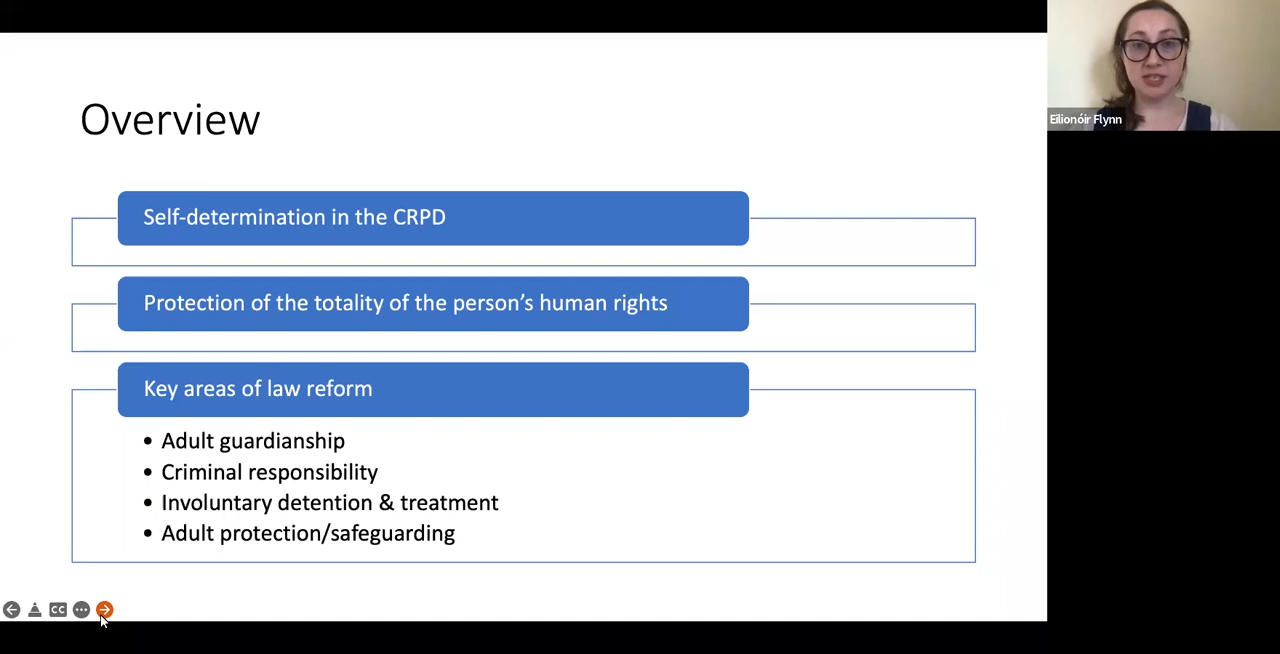 Overview
Self-determination in the CRPD
Protection of the totality of the person's human rights
Key areas of law reform
• Adult guardianship
• Criminal responsibility
• Involuntary detention & treatment
• Adult protection/safeguarding
CC
Eilionóir Flynn